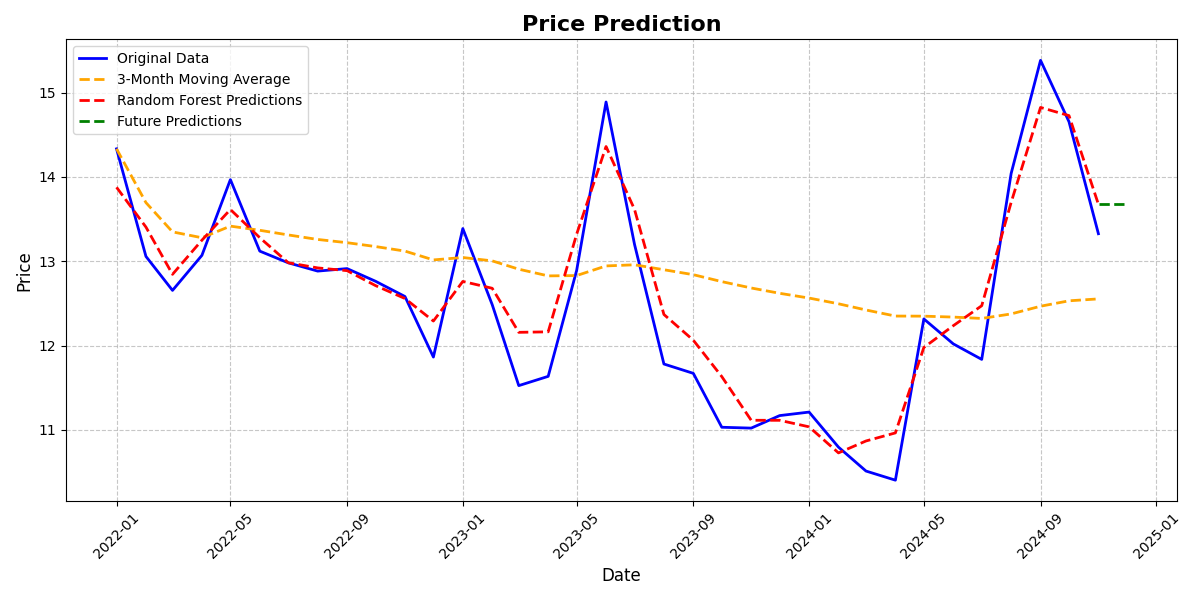 Price Prediction
Original Data
3-Month Moving Average
Random Forest Predictions
Future Predictions
Price
15
14
13
12
11
2022-01
2022-05
2022-09
2023-01
2023-05
2023-09
2024-01
2024-05
2024-09
2025-01
Date